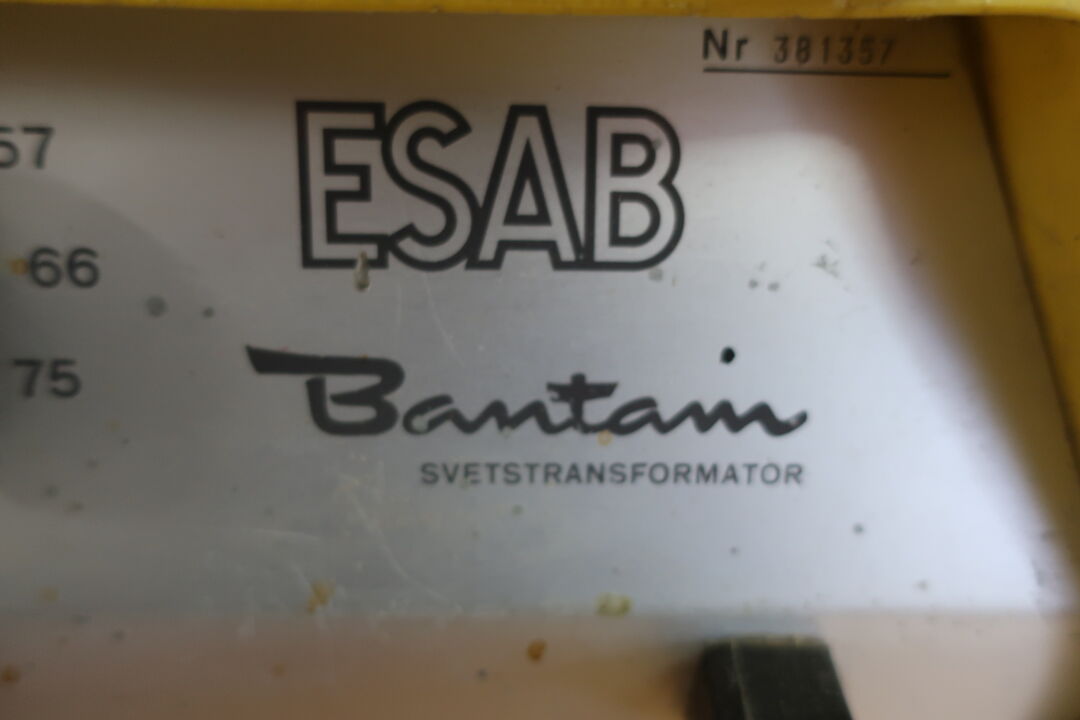 Nr 381357
ESAB
57
66
75
Bantam
SVETSTRANSFORMATOR